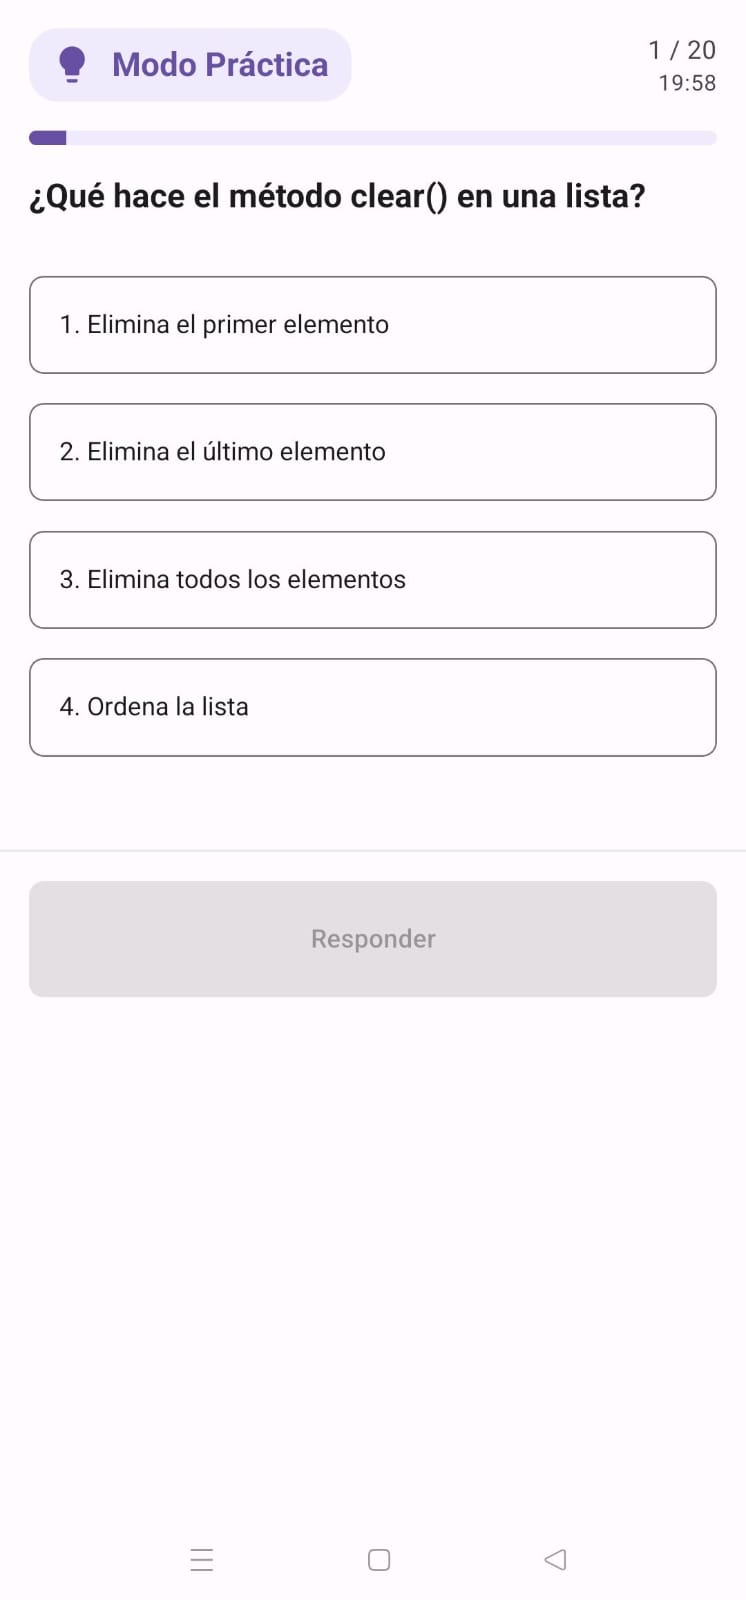 Modo Práctica
1 / 20
19:58
¿Qué hace el método clear() en una lista?
1. Elimina el primer elemento
2. Elimina el último elemento
3. Elimina todos los elementos
4. Ordena la lista
Responder